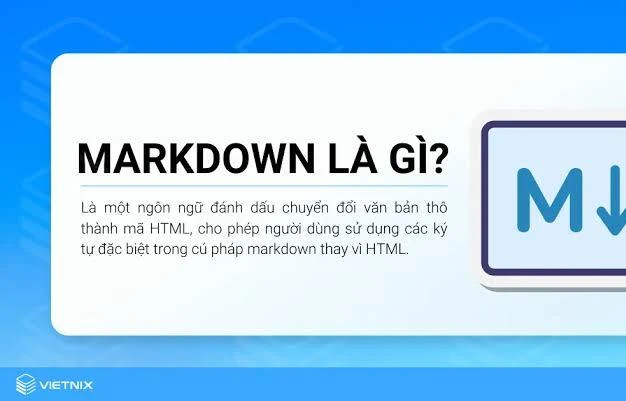 MARKDOWN LÀ GÌ?
Là một ngôn ngữ đánh dấu chuyển đổi văn bản thô
thành mã HTML, cho phép người dùng sử dụng các ký
tự đặc biệt trong cú pháp markdown thay vì HTML.
M
VIETNIX